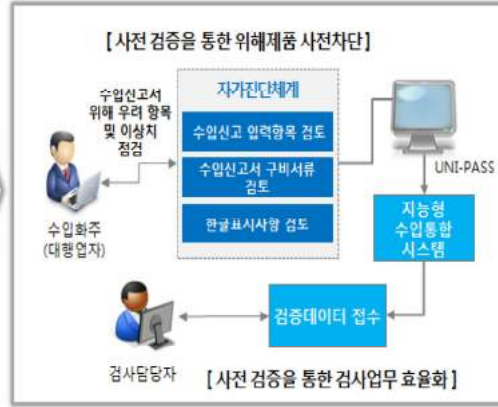 [ 사전 검증을 통한 위해제품 사전차단]
수입신고서
위해 우려 항목
및 이상치
점검
자가진단체계
수입신고 입력항목 검토
수입신고서 구비서류
검토
한글표시사항 검토
수입화주
(대행업자)
UNI-PASS
지능형
수입통합
시스템
검증데이터 접수
검사담당자
[ 사전 검증을 통한 검사업무 효율화 ]